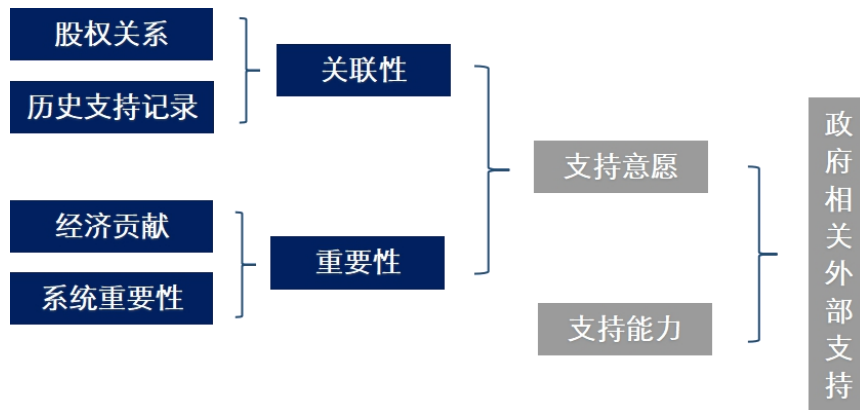 股权关系
历史支持记录
关联性
经济贡献
系统重要性
重要性
支持意愿
支持能力
政府相关外部支持